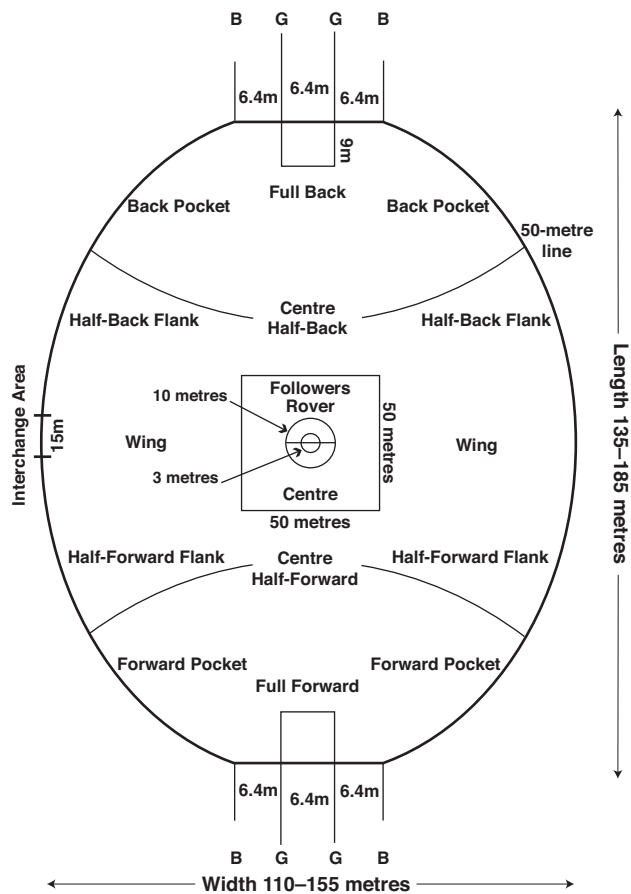 B G G B
6.4m 6.4m 6.4m
9m
Full Back
Back Pocket
Back Pocket
50-metre
line
Centre
Half-Back
Half-Back Flank
Half-Back Flank
Interchange Area
15m
10 metres
Followers
Rover
50 metres
Length 135–185 metres
Wing
Wing
3 metres
Centre
50 metres
Half-Forward Flank
Centre
Half-Forward
Half-Forward Flank
Forward Pocket
Forward Pocket
Full Forward
6.4m 6.4m 6.4m
B G G B
Width 110–155 metres